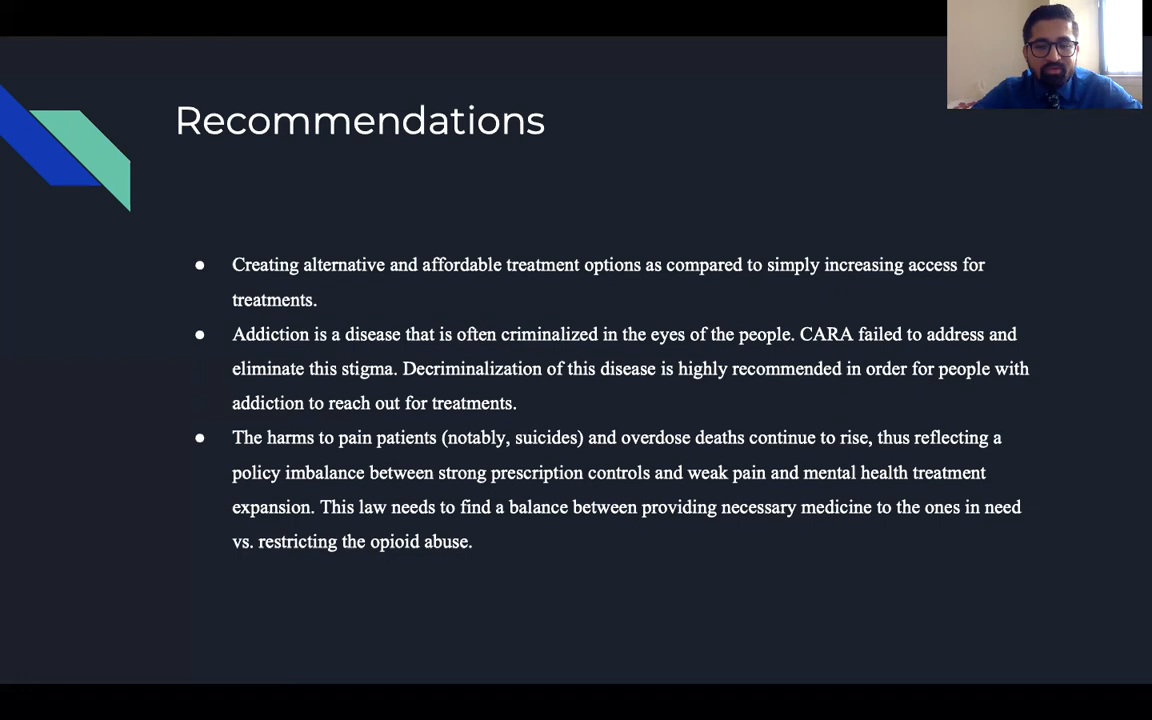 Recommendations
● Creating alternative and affordable treatment options as compared to simply increasing access for
treatments.
● Addiction is a disease that is often criminalized in the eyes of the people. CARA failed to address and
eliminate this stigma. Decriminalization of this disease is highly recommended in order for people with
addiction to reach out for treatments.
● The harms to pain patients (notably, suicides) and overdose deaths continue to rise, thus reflecting a
policy imbalance between strong prescription controls and weak pain and mental health treatment
expansion. This law needs to find a balance between providing necessary medicine to the ones in need
vs. restricting the opioid abuse.